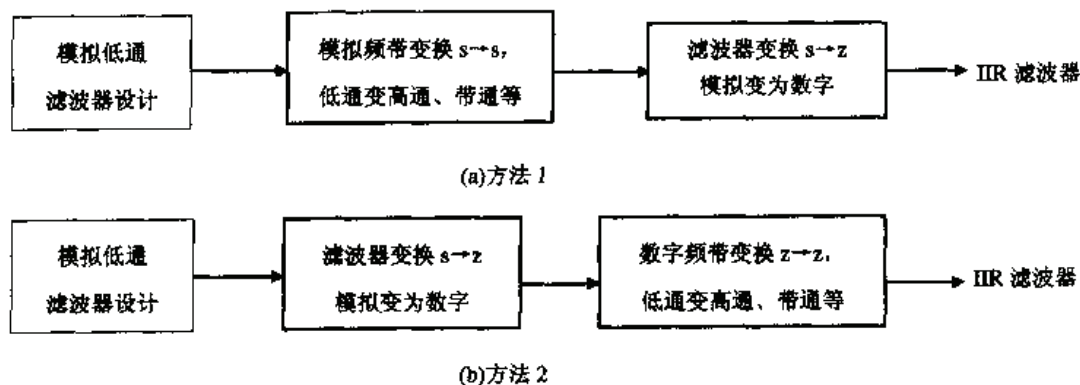 模拟低通
滤波器设计
模拟频带变换 s→s,
低通变高通、带通等
滤波器变换 s→z
模拟变为数字
IIR 滤波器
(a)方法 1
模拟低通
滤波器设计
滤波器变换 s→z
模拟变为数字
数字频带变换 z→z,
低通变高通、带通等
IIR 滤波器
(b)方法 2